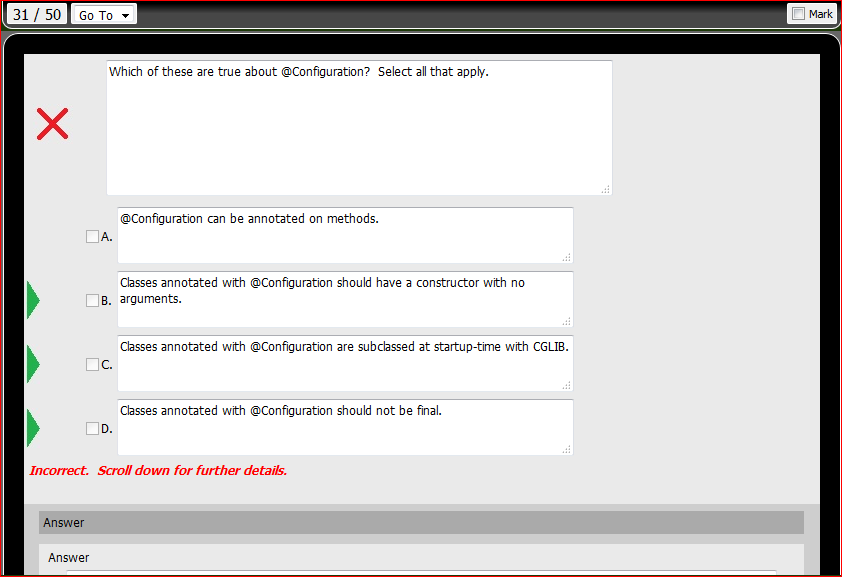 31 / 50 Go To Mark
Which of these are true about @Configuration?  Select all that apply.
A. @Configuration can be annotated on methods.
B. Classes annotated with @Configuration should have a constructor with no
arguments.
C. Classes annotated with @Configuration are subclassed at startup-time with CGLIB.
D. Classes annotated with @Configuration should not be final.
Incorrect.  Scroll down for further details.
Answer
Answer